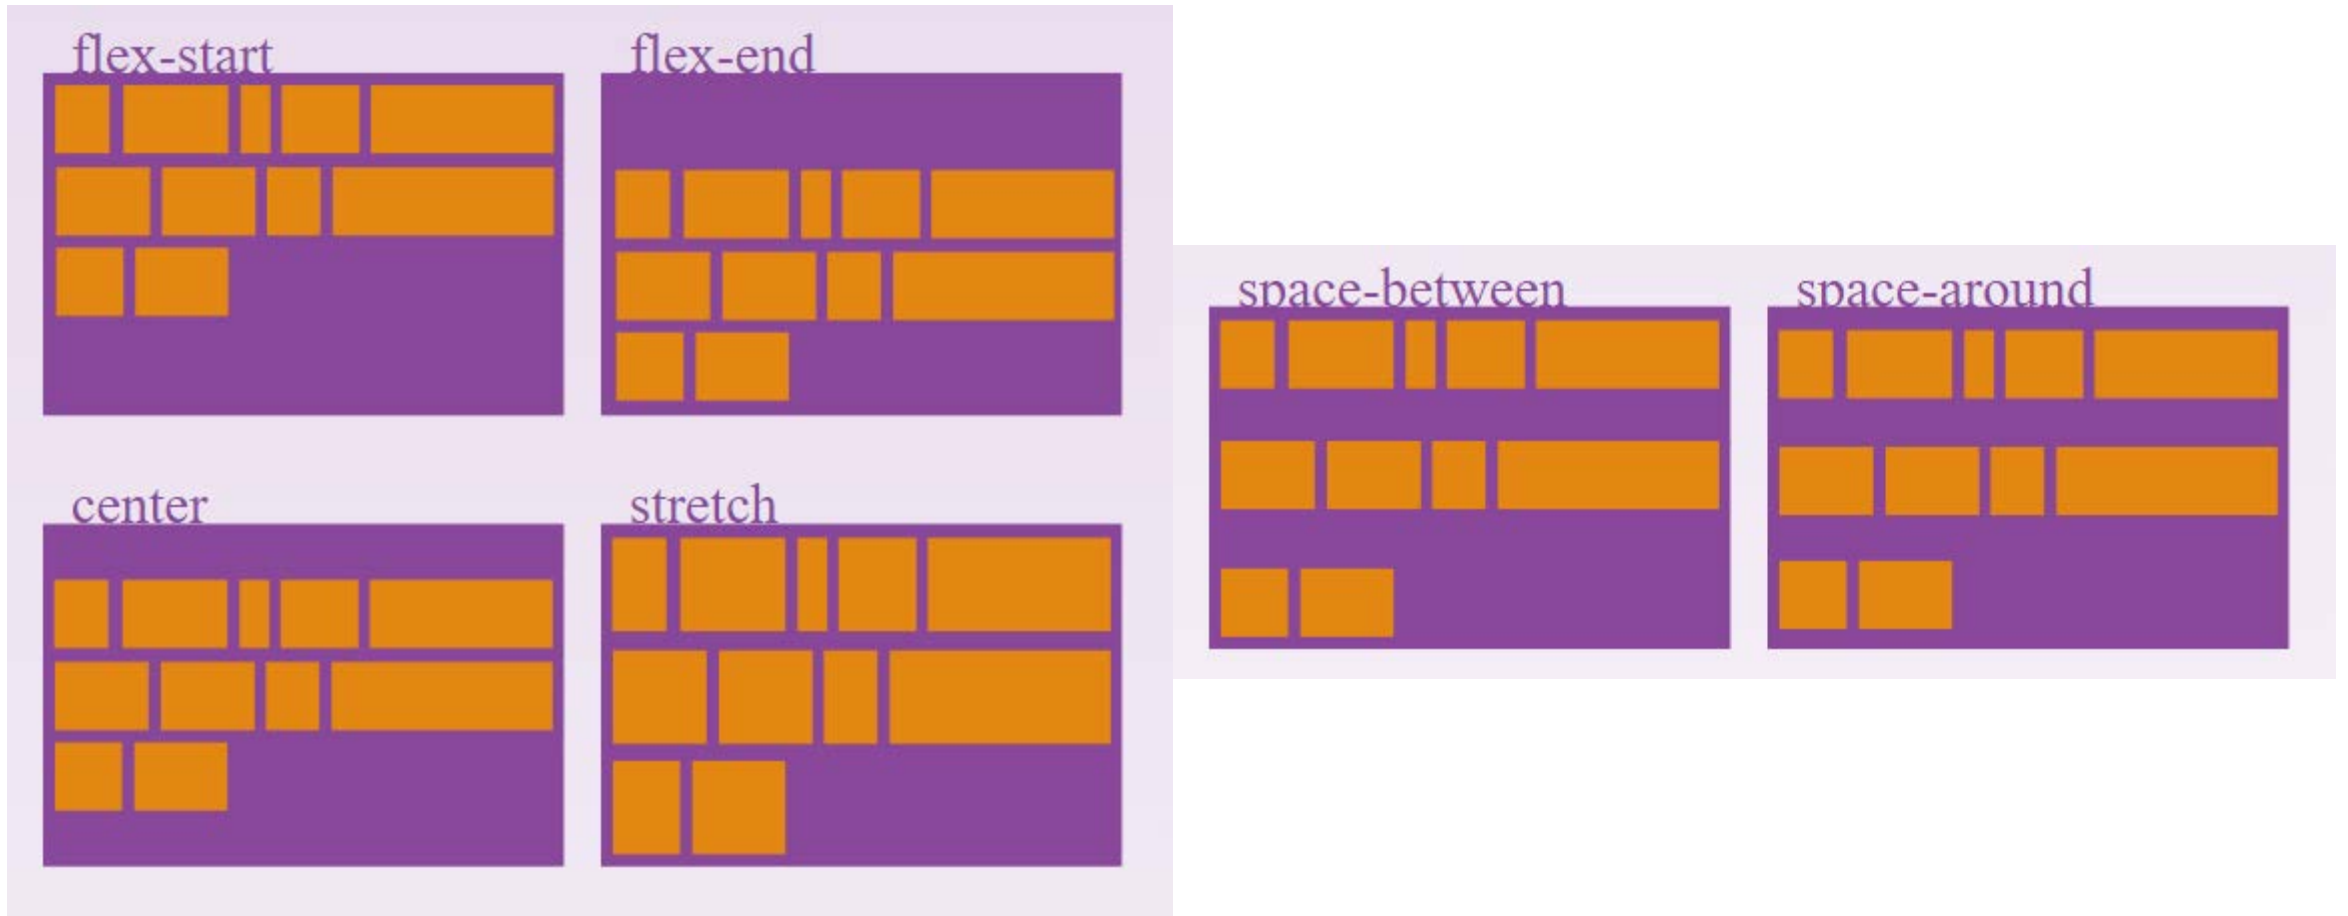 flex-start
flex-end
center
stretch
space-between
space-around